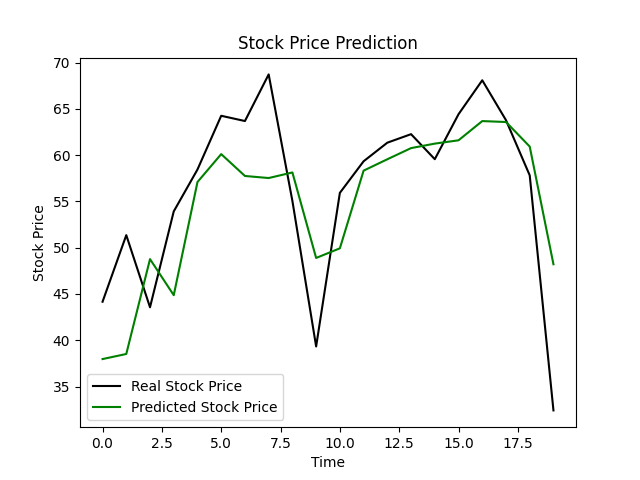 Stock Price Prediction
70
65
60
55
50
45
40
35
Stock Price
Real Stock Price
Predicted Stock Price
0.0 2.5 5.0 7.5 10.0 12.5 15.0 17.5
Time